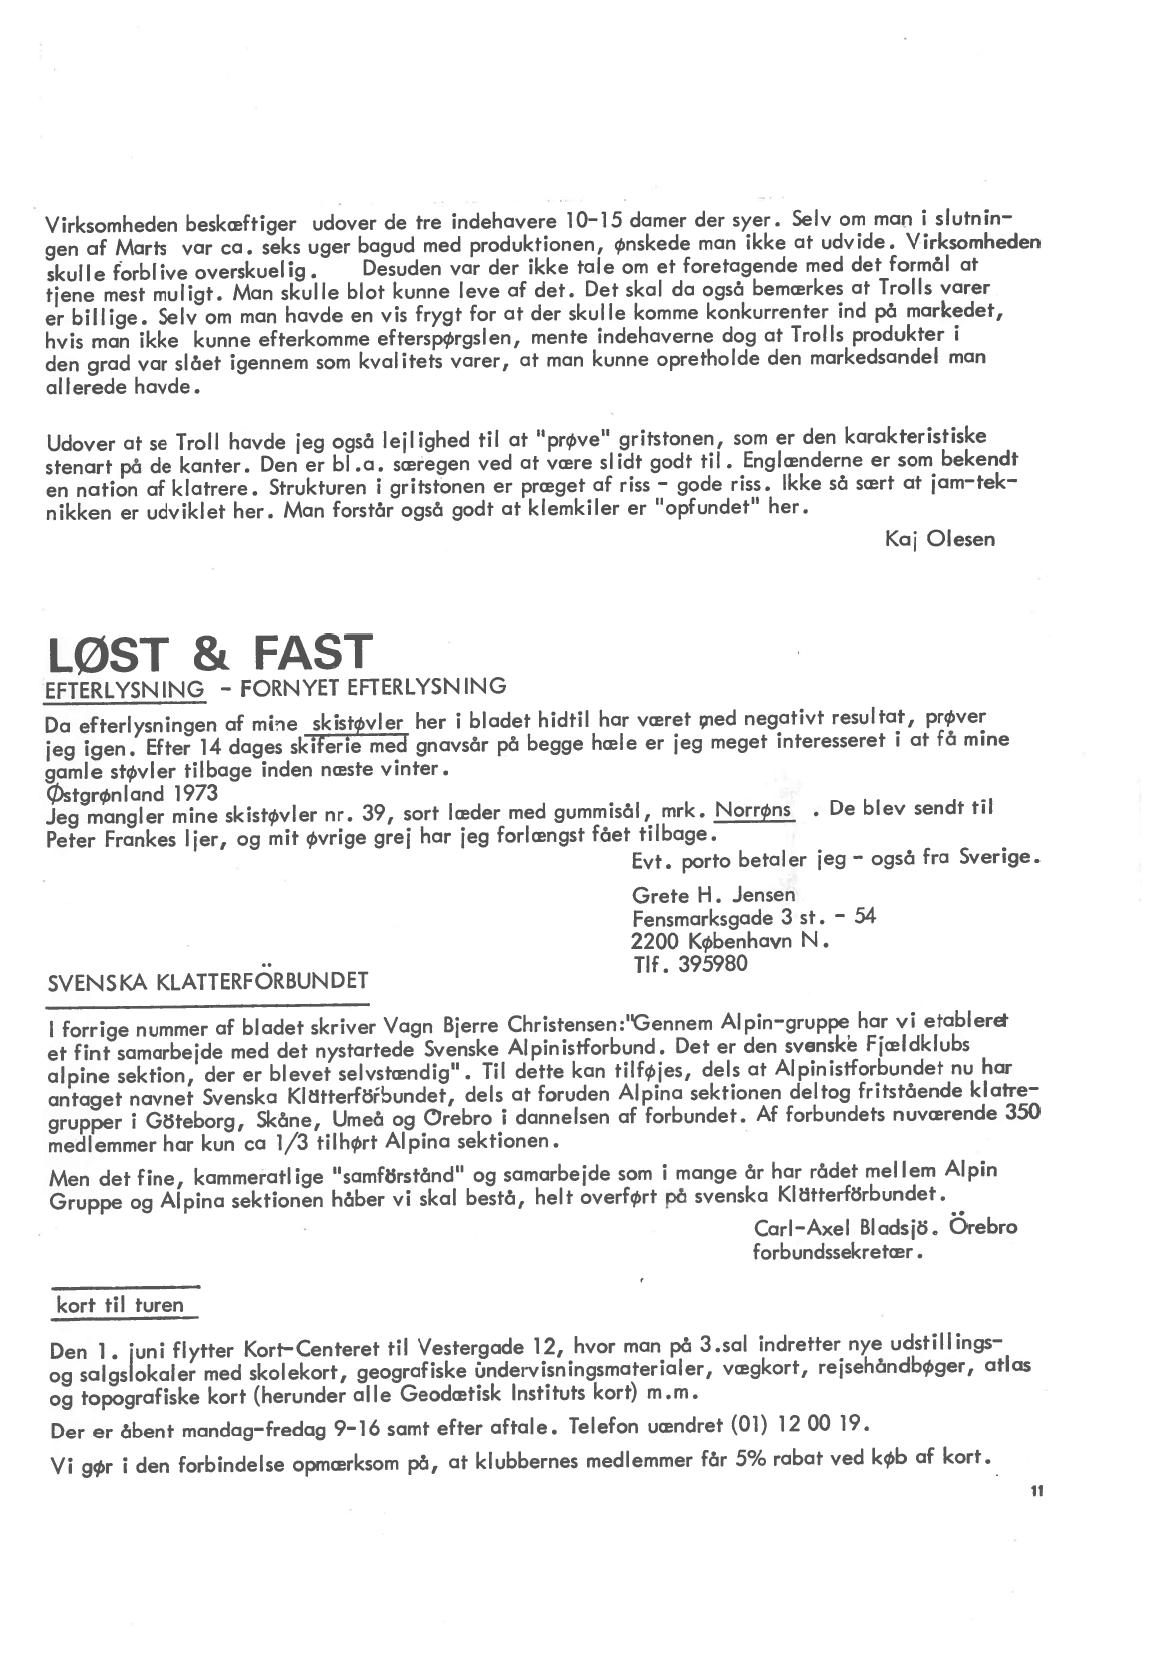 Virksomheden beskæftiger udover de tre indehavere 10-15 damer der syer. Selv om man i slutnin-
gen af Marts var ca. seks uger bagud med produktionen, ønskede man ikke at udvide. Virksomheden
skulle forblive overskuelig. Desuden var der ikke tale om et foretagende med det formål at
tjene mest muligt. Man skulle blot kunne leve af det. Det skal da også bemærkes at Trolls varer
er billige. Selv om man havde en vis frygt for at der skulle komme konkurrenter ind på markedet,
hvis man ikke kunne efterkomme efterspørgslen, mente indehaverne dog at Trolls produkter i
den grad var slået igennem som kvalitets varer, at man kunne opretholde den markedsandel man
allerede havde.
Udover at se Troll havde jeg også lejlighed til at "prøve" gritstonen, som er den karakteristiske
stenart på de kanter. Den er bl.a. særegen ved at være slidt godt til. Englænderne er som bekendt
en nation af klatrere. Strukturen i gritstonen er præget af riss - gode riss. Ikke så sært at jam-tek-
nikken er udviklet her. Man forstår også godt at klemkiler er "opfundet" her.
Kaj Olesen
LØST & FAST
EFTERLYSNING - FORNYET EFTERLYSNING
Da efterlysningen af mine skistøvler her i bladet hidtil har været med negativt resultat, prøver
jeg igen. Efter 14 dages skiferie med gnavsår på begge hæle er jeg meget interesseret i at få mine
gamle støvler tilbage inden næste vinter.
Østgrønland 1973
Jeg mangler mine skistøvler nr. 39, sort læder med gummisål, mrk. Norrøns . De blev sendt til
Peter Frankes ljer, og mit øvrige grej har jeg forlængst fået tilbage.
Evt. porto betaler jeg - også fra Sverige.
Grete H. Jensen
Fensmarksgade 3 st. - 54
2200 København N.
Tlf. 395980
SVENSKA KLATTERFÖRBUNDET
I forrige nummer af bladet skriver Vagn Bjerre Christensen:"Gennem Alpin-gruppe har vi etableret
et fint samarbejde med det nystartede Svenske Alpinistforbund. Det er den svenske Fjældklubs
alpine sektion, der er blevet selvstændig". Til dette kan tilføjes, dels at Alpinistforbundet nu har
antaget navnet Svenska Klätterförbundet, dels at foruden Alpina sektionen deltog fritstående klatre-
grupper i Göteborg, Skåne, Umeå og Örebro i dannelsen af forbundet. Af forbundets nuværende 350
medlemmer har kun ca 1/3 tilhørt Alpina sektionen.
Men det fine, kammeratlige "samförstånd" og samarbejde som i mange år har rådet mellem Alpin
Gruppe og Alpina sektionen håber vi skal bestå, helt overført på svenska Klätterförbundet.
Carl-Axel Bladsjö. Örebro
forbundssekretær.
kort til turen
Den 1. juni flytter Kort-Centeret til Vestergade 12, hvor man på 3.sal indretter nye udstillings-
og salgslokaler med skolekort, geografiske undervisningsmaterialer, vægkort, rejsehåndbøger, atlas
og topografiske kort (herunder alle Geodætisk Instituts kort) m.m.
Der er åbent mandag-fredag 9-16 samt efter aftale. Telefon uændret (01) 12 00 19.
Vi gør i den forbindelse opmærksom på, at klubbernes medlemmer får 5% rabat ved køb af kort.
11